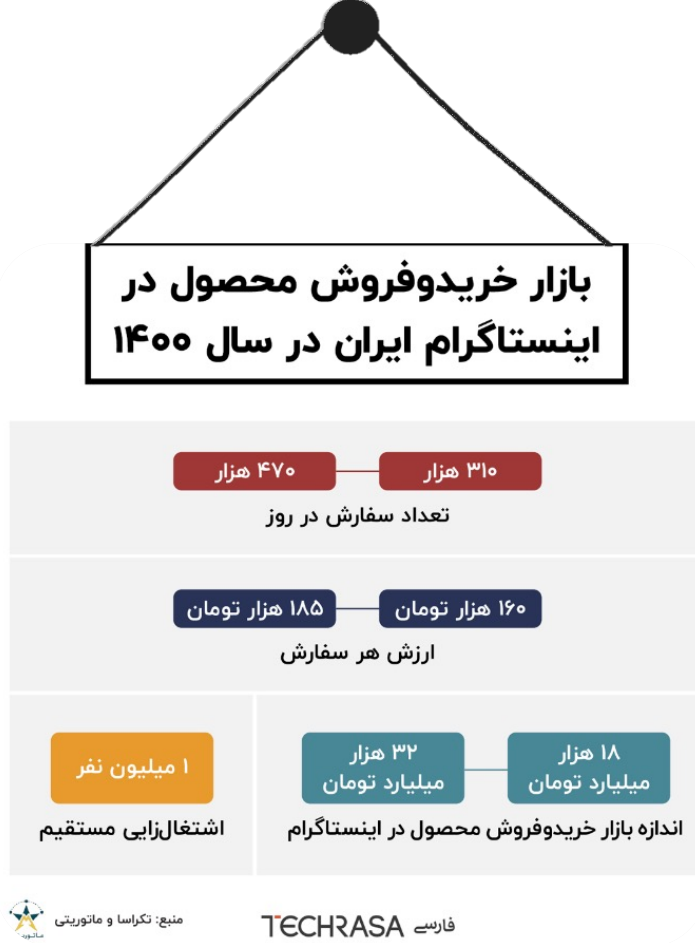 بازار خریدوفروش محصول در
اینستاگرام ایران در سال ۱۴۰۰
۳۱۰ هزار
۴۷۰ هزار
تعداد سفارش در روز
۱۶۰ هزار تومان
۱۸۵ هزار تومان
ارزش هر سفارش
۱۸ هزار
میلیارد تومان
۳۲ هزار
میلیارد تومان
اندازه بازار خریدوفروش محصول در اینستاگرام
۱ میلیون نفر
اشتغال‌زایی مستقیم
فارسی TECHRASA
منبع: تکراسا و ماتوریتی